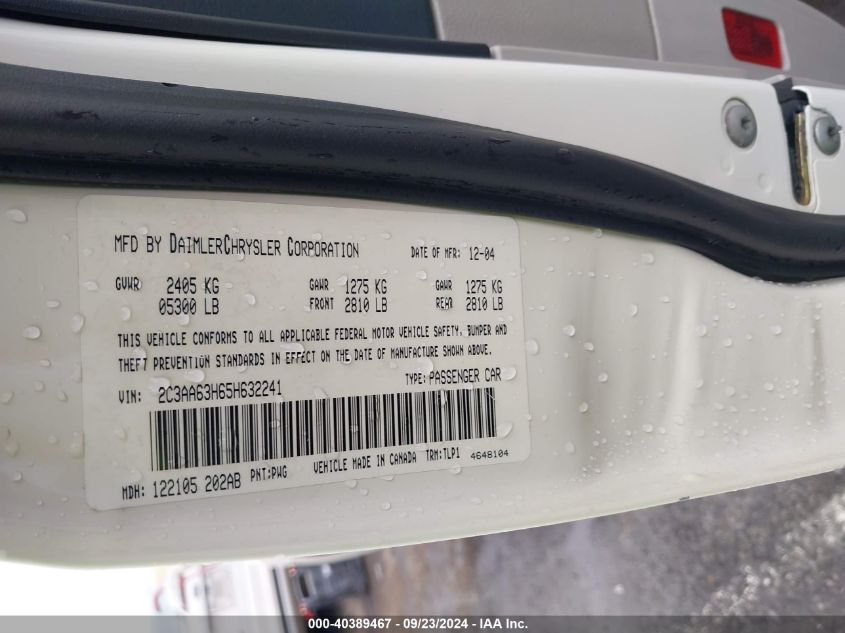 MFD BY DAIMLERCHRYSLER CORPORATION DATE OF MFR: 12-04
GVWR 2405 KG GAWR 1275 KG GAWR 1275 KG
05300 LB FRONT 2810 LB REAR 2810 LB
THIS VEHICLE CONFORMS TO ALL APPLICABLE FEDERAL MOTOR VEHICLE SAFETY, BUMPER AND
THEFT PREVENTION STANDARDS IN EFFECT ON THE DATE OF MANUFACTURE SHOWN ABOVE.
VIN: 2C3AA63H65H632241 TYPE: PASSENGER CAR
VEHICLE MADE IN CANADA TRM:TLP1 4648104
MDH: 122105 202AB PNT:PWG
000-40389467 - 09/23/2024 - IAA Inc.